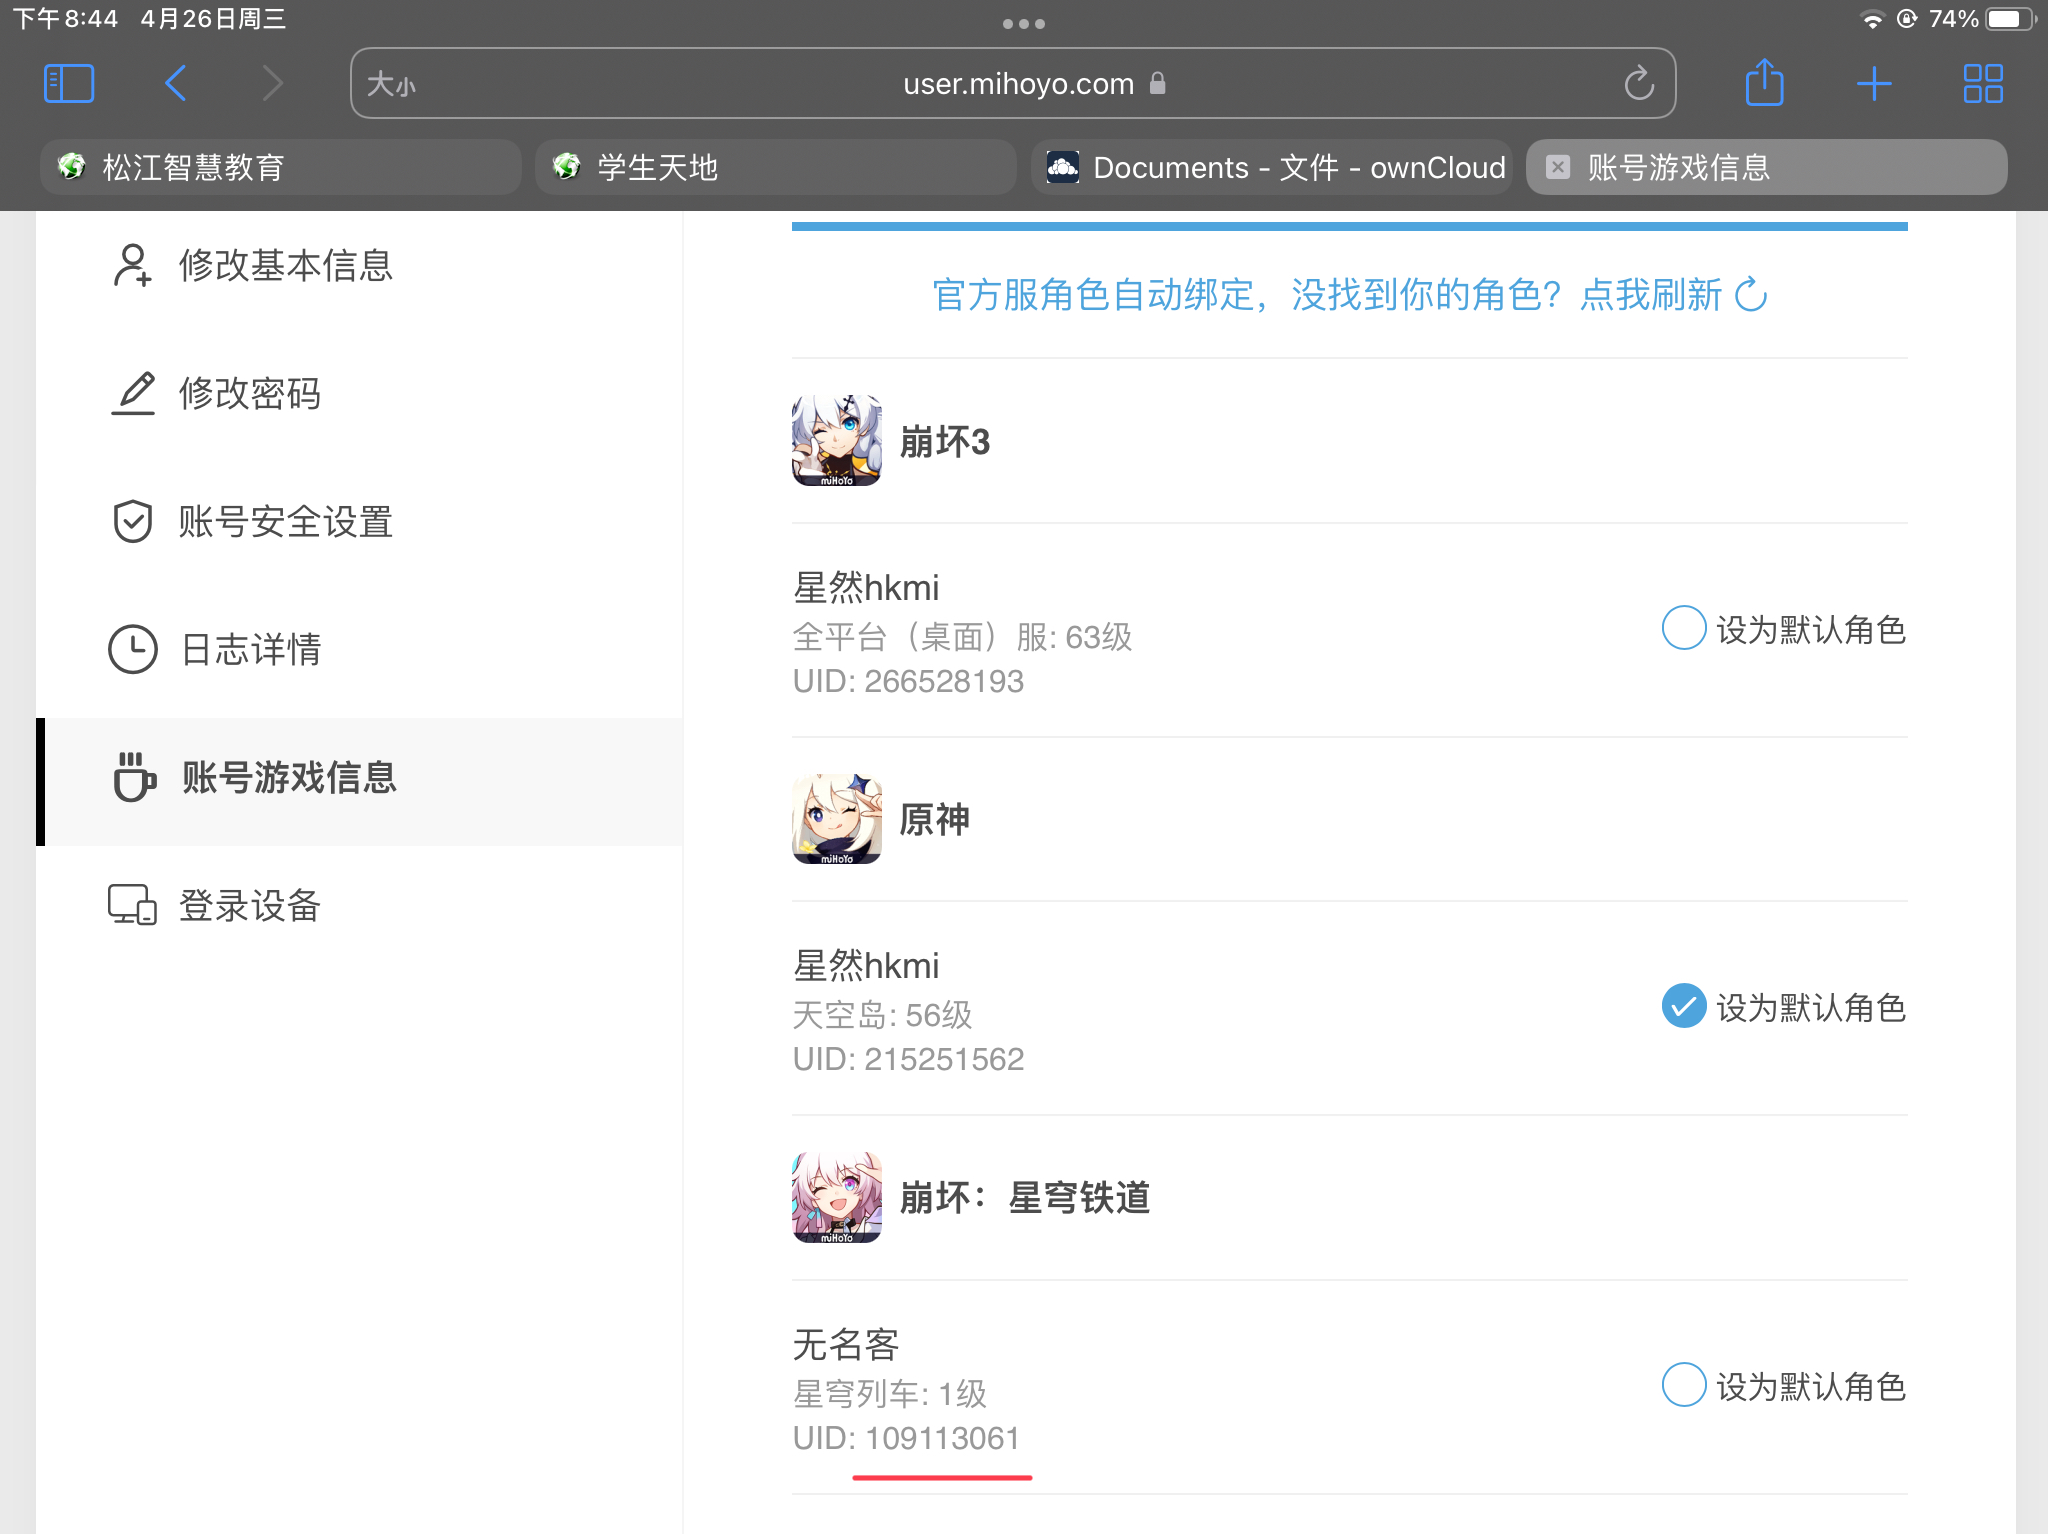 下午8:44 4月26日周三
74%
大小
user.mihoyo.com
松江智慧教育
学生天地
Documents - 文件 - ownCloud
账号游戏信息
修改基本信息
修改密码
账号安全设置
日志详情
账号游戏信息
登录设备
官方服角色自动绑定，没找到你的角色？点我刷新
miHoYo
崩坏3
星然hkmi
全平台（桌面）服: 63级
UID: 266528193
设为默认角色
miHoYo
原神
星然hkmi
天空岛: 56级
UID: 215251562
设为默认角色
miHoYo
崩坏：星穹铁道
无名客
星穹列车: 1级
UID: 109113061
设为默认角色